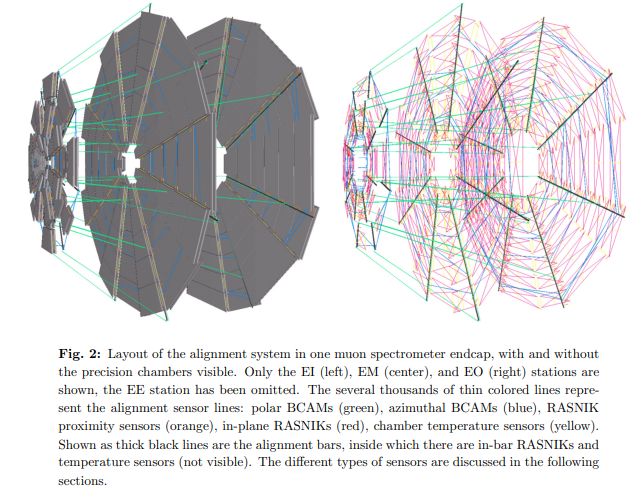 Fig. 2: Layout of the alignment system in one muon spectrometer endcap, with and without
the precision chambers visible. Only the EI (left), EM (center), and EO (right) stations are
shown, the EE station has been omitted. The several thousands of thin colored lines repre-
sent the alignment sensor lines: polar BCAMs (green), azimuthal BCAMs (blue), RASNIK
proximity sensors (orange), in-plane RASNIKs (red), chamber temperature sensors (yellow).
Shown as thick black lines are the alignment bars, inside which there are in-bar RASNIKs and
temperature sensors (not visible). The different types of sensors are discussed in the following
sections.